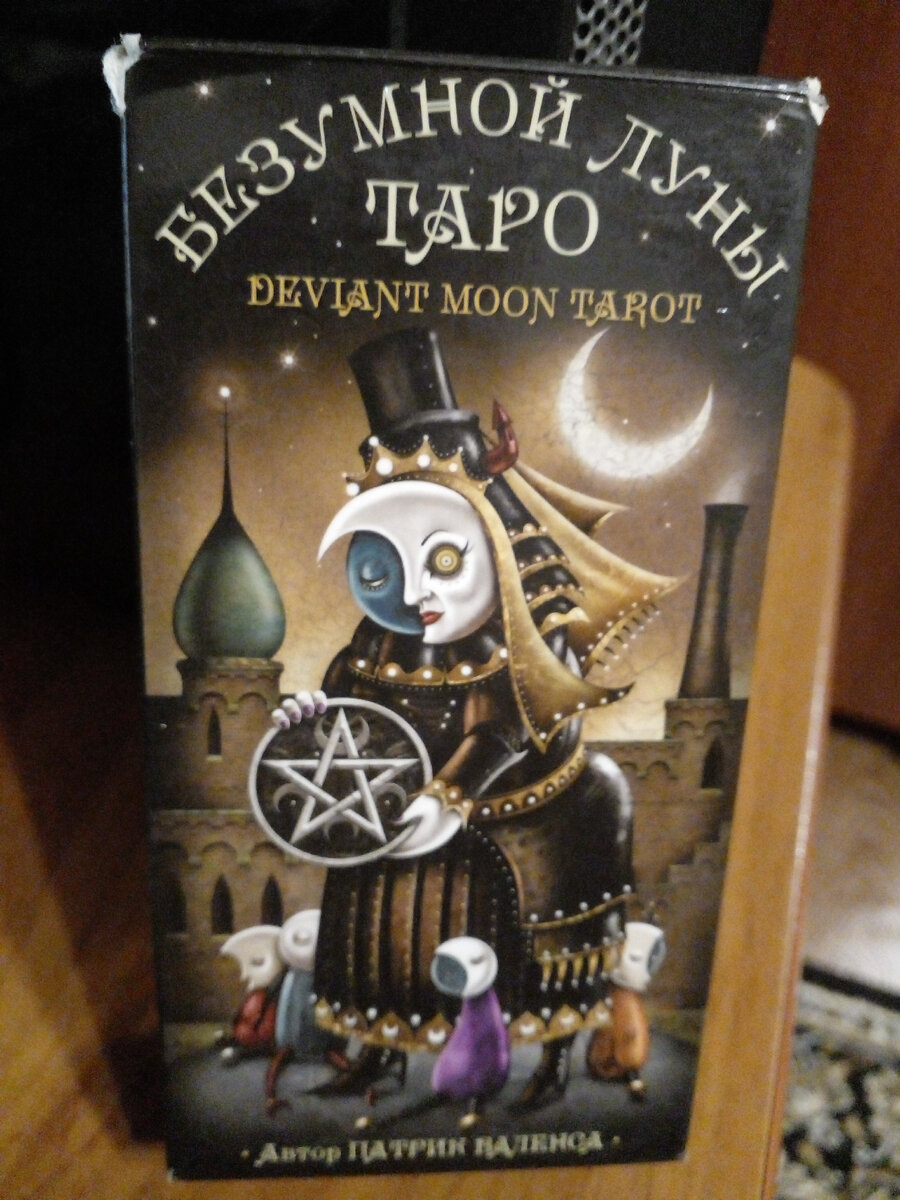 БЕЗУМНОЙ ЛУНЫ
ТАРО
DEVIANT MOON TAROT
· Автор ПАТРИК ВАЛЕНСА ·